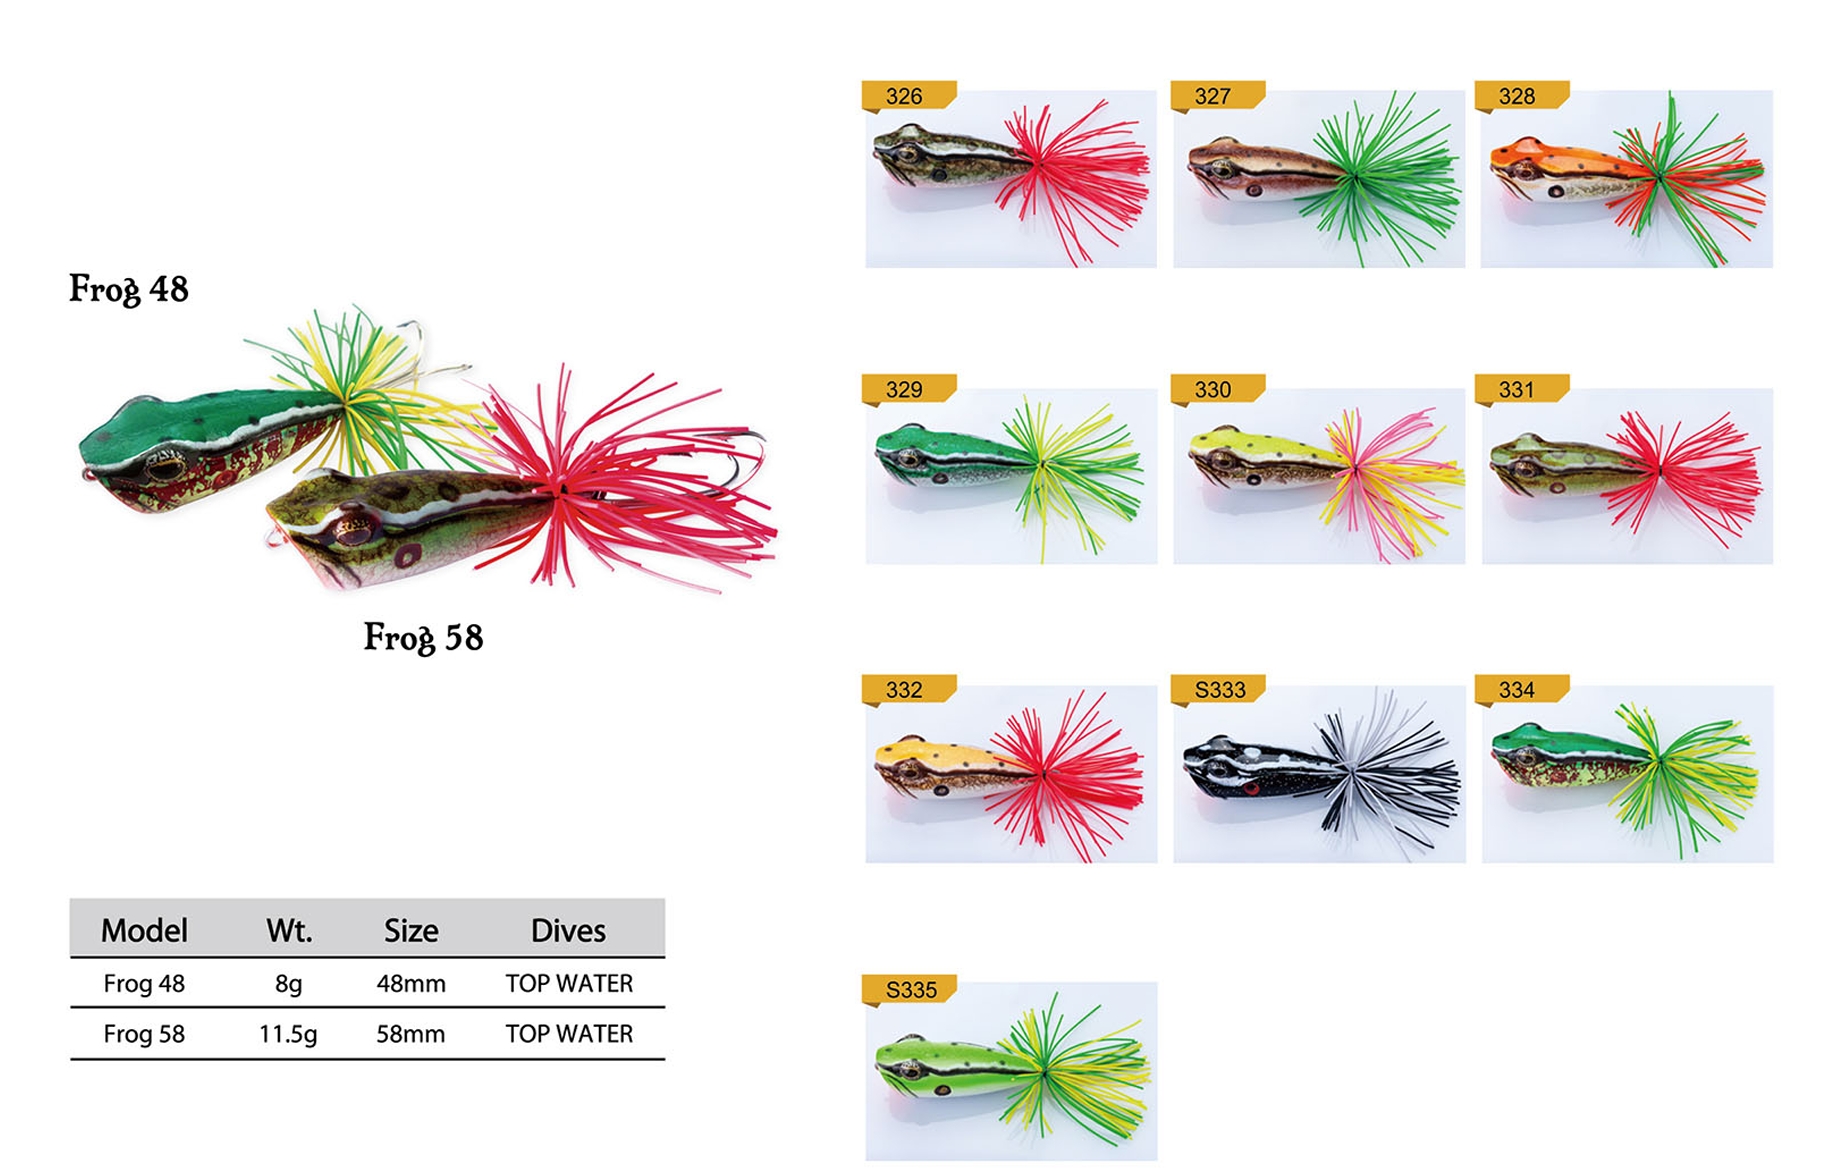 Frog 48
Frog 58
Model Wt. Size Dives
Frog 48 8g 48mm TOP WATER
Frog 58 11.5g 58mm TOP WATER
326
327
328
329
330
331
332
S333
334
S335